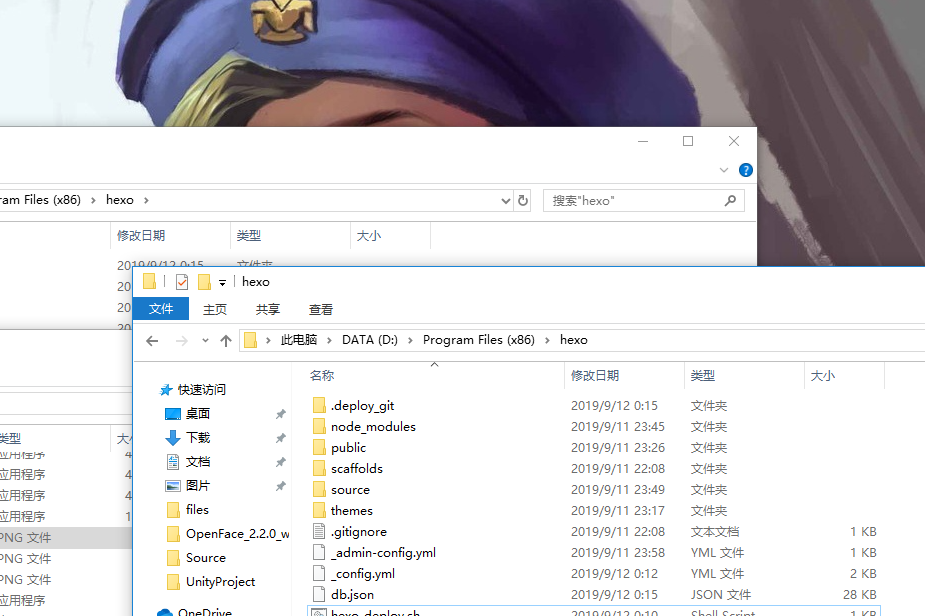 ram Files (x86) > hexo >
搜索"hexo"
修改日期 类型 大小
2019/9/12 0:15 文件夹
20
20
20
hexo
文件 主页 共享 查看
此电脑 > DATA (D:) > Program Files (x86) > hexo
名称 修改日期 类型 大小
快速访问
桌面
下载
文档
图片
files
OpenFace_2.2.0_w
Source
UnityProject
OneDrive
.deploy_git 2019/9/12 0:15 文件夹
node_modules 2019/9/11 23:45 文件夹
public 2019/9/11 23:26 文件夹
scaffolds 2019/9/11 22:08 文件夹
source 2019/9/11 23:49 文件夹
themes 2019/9/11 23:17 文件夹
.gitignore 2019/9/11 22:08 文本文档 1 KB
_admin-config.yml 2019/9/11 23:58 YML 文件 1 KB
_config.yml 2019/9/12 0:12 YML 文件 2 KB
db.json 2019/9/12 0:15 JSON 文件 28 KB
hexo_deploy.sh 2019/9/12 0:10 Shell Script 1 KB
类型 大
应用程序 4
应用程序 4
应用程序 4
应用程序 1
PNG 文件
PNG 文件
PNG 文件
应用程序